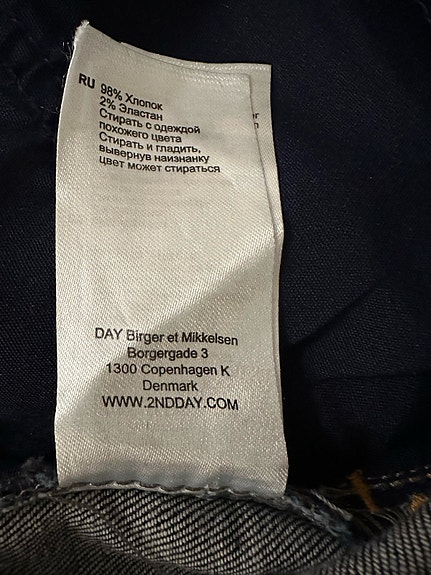 RU 98% Хлопок
2% Эластан
Стирать с одеждой
похожего цвета
Стирать и гладить,
вывернув наизнанку
цвет может стираться
DAY Birger et Mikkelsen
Borgergade 3
1300 Copenhagen K
Denmark
WWW.2NDDAY.COM